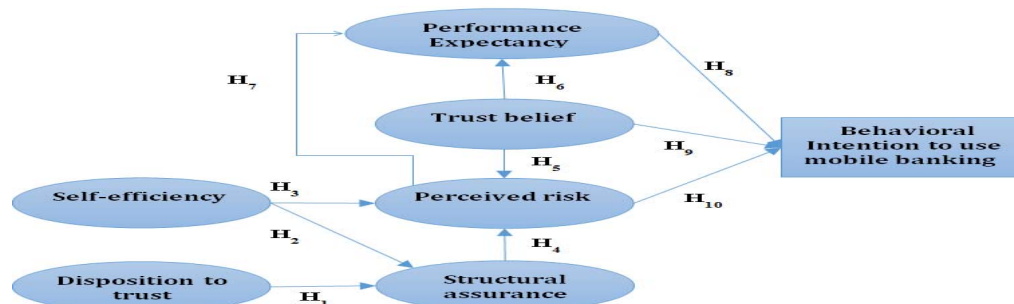 Performance
Expectancy
H8
H7
H6
Trust belief
Behavioral
Intention to use
mobile banking
H9
H5
Self-efficiency
H3
Perceived risk
H10
H2
H4
Disposition to
trust
H1
Structural
assurance